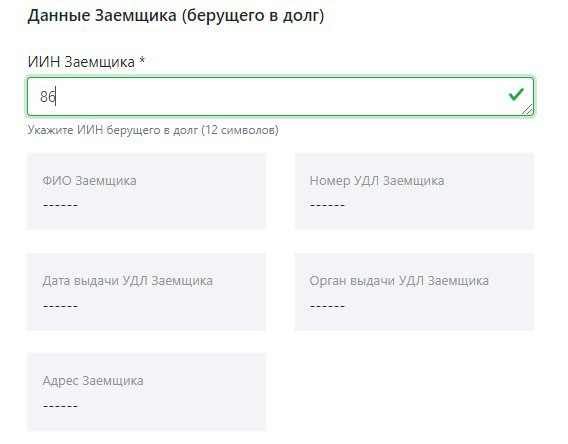 Данные Заемщика (берущего в долг)
ИИН Заемщика *
86
Укажите ИИН берущего в долг (12 символов)
ФИО Заемщика
------
Номер УДЛ Заемщика
------
Дата выдачи УДЛ Заемщика
------
Орган выдачи УДЛ Заемщика
------
Адрес Заемщика
------